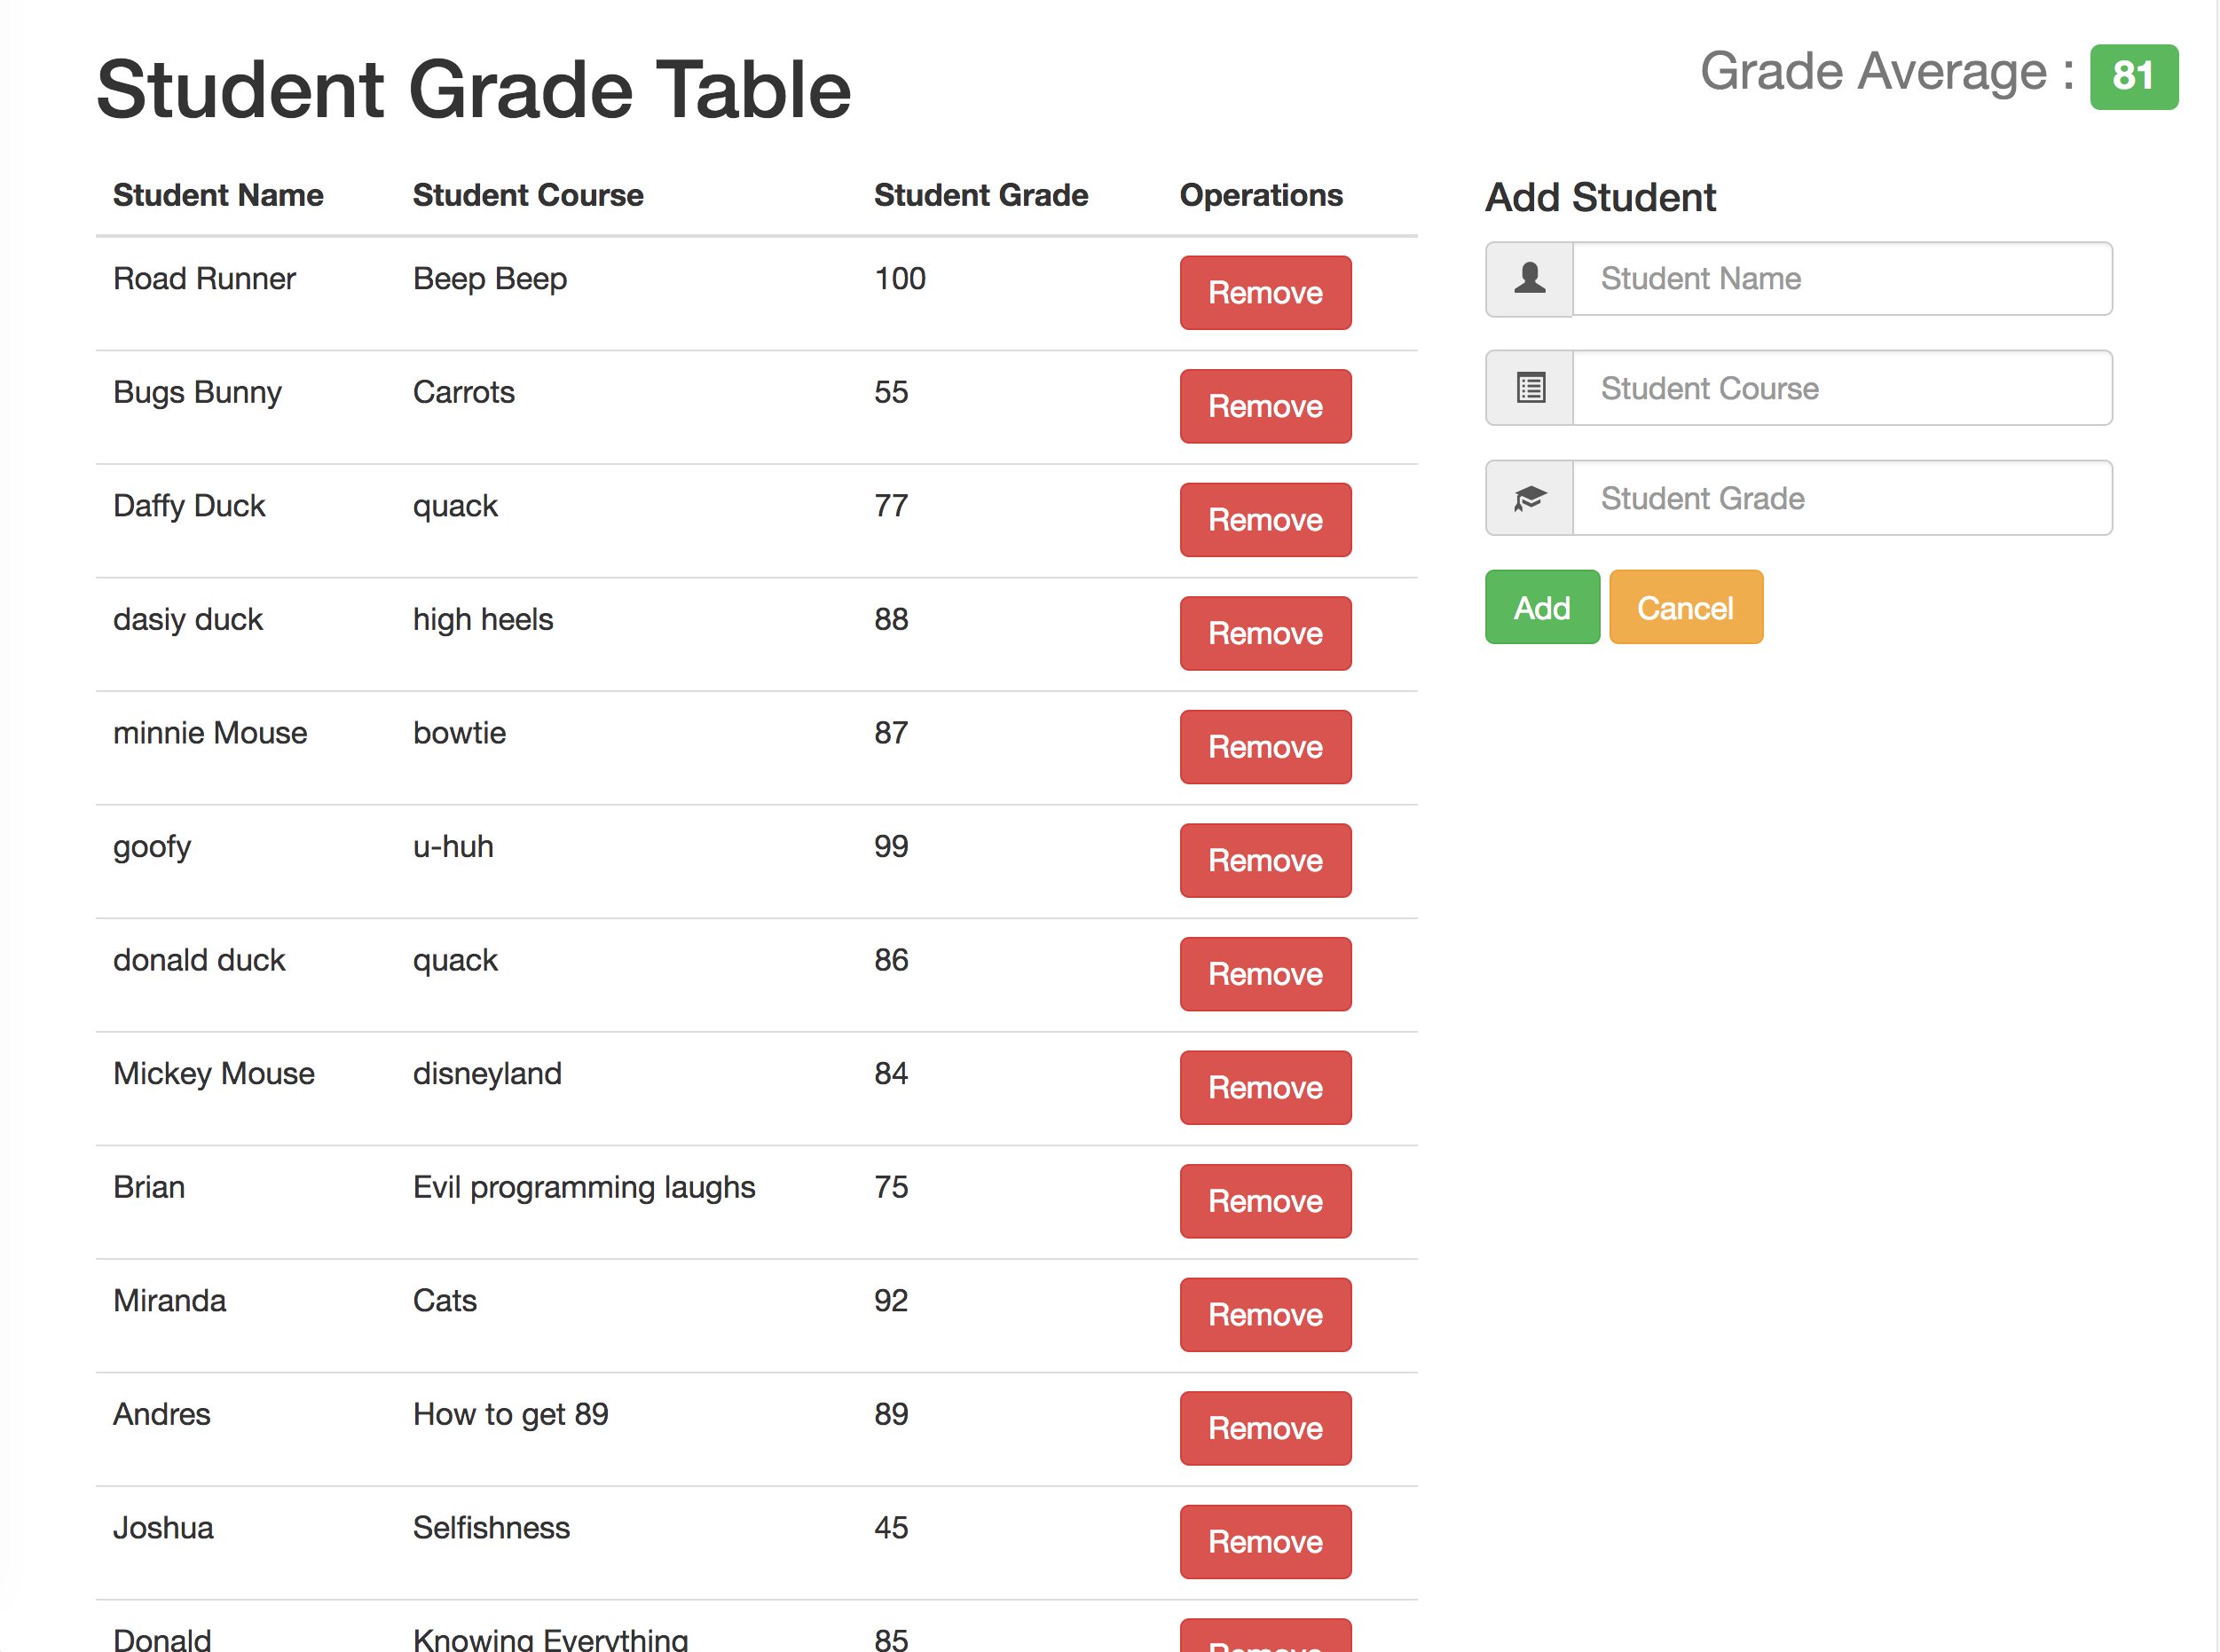 Student Grade Table
Grade Average : 81
Student Name Student Course Student Grade Operations
Road Runner Beep Beep 100 Remove
Bugs Bunny Carrots 55 Remove
Daffy Duck quack 77 Remove
dasiy duck high heels 88 Remove
minnie Mouse bowtie 87 Remove
goofy u-huh 99 Remove
donald duck quack 86 Remove
Mickey Mouse disneyland 84 Remove
Brian Evil programming laughs 75 Remove
Miranda Cats 92 Remove
Andres How to get 89 89 Remove
Joshua Selfishness 45 Remove
Donald Knowing Everything 85 Remove
Add Student
Student Name
Student Course
Student Grade
Add Cancel